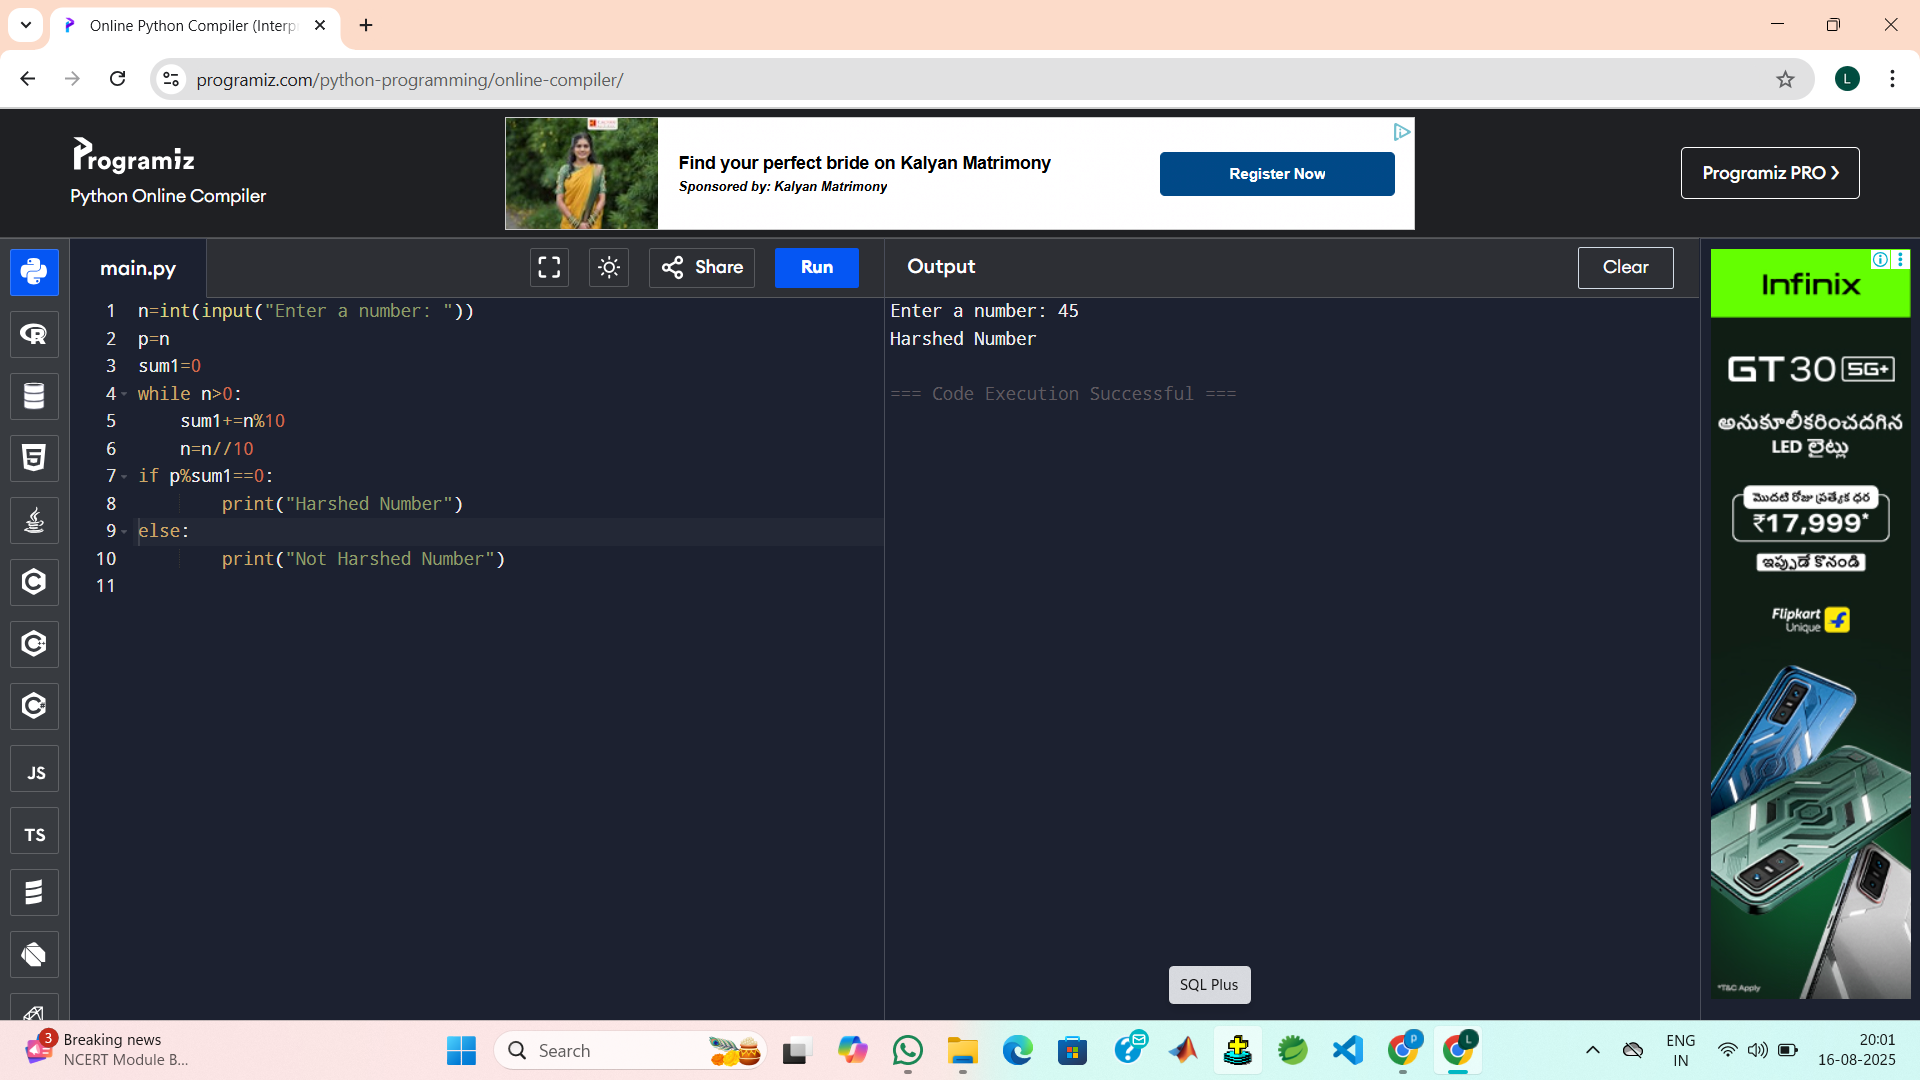 Online Python Compiler (Interp
programiz.com/python-programming/online-compiler/
L
Programiz
Python Online Compiler
Find your perfect bride on Kalyan Matrimony
Sponsored by: Kalyan Matrimony
Register Now
Programiz PRO
main.py
Share
Run
Output
Clear
1 n=int(input("Enter a number: "))
2 p=n
3 sum1=0
4 while n>0:
5     sum1+=n%10
6     n=n//10
7 if p%sum1==0:
8         print("Harshed Number")
9 else:
10         print("Not Harshed Number")
11
Enter a number: 45
Harshed Number
=== Code Execution Successful ===
JS
TS
Infinix
GT 30 5G+
అనుకూలీకరించదగిన
LED లైట్లు
మొదటి రోజు ప్రత్యేక ధర
₹17,999*
ఇప్పుడే కొనండి
Flipkart
Unique
*T&C Apply
SQL Plus
3
Breaking news
NCERT Module B...
Search
P
L
ENG
IN
20:01
16-08-2025